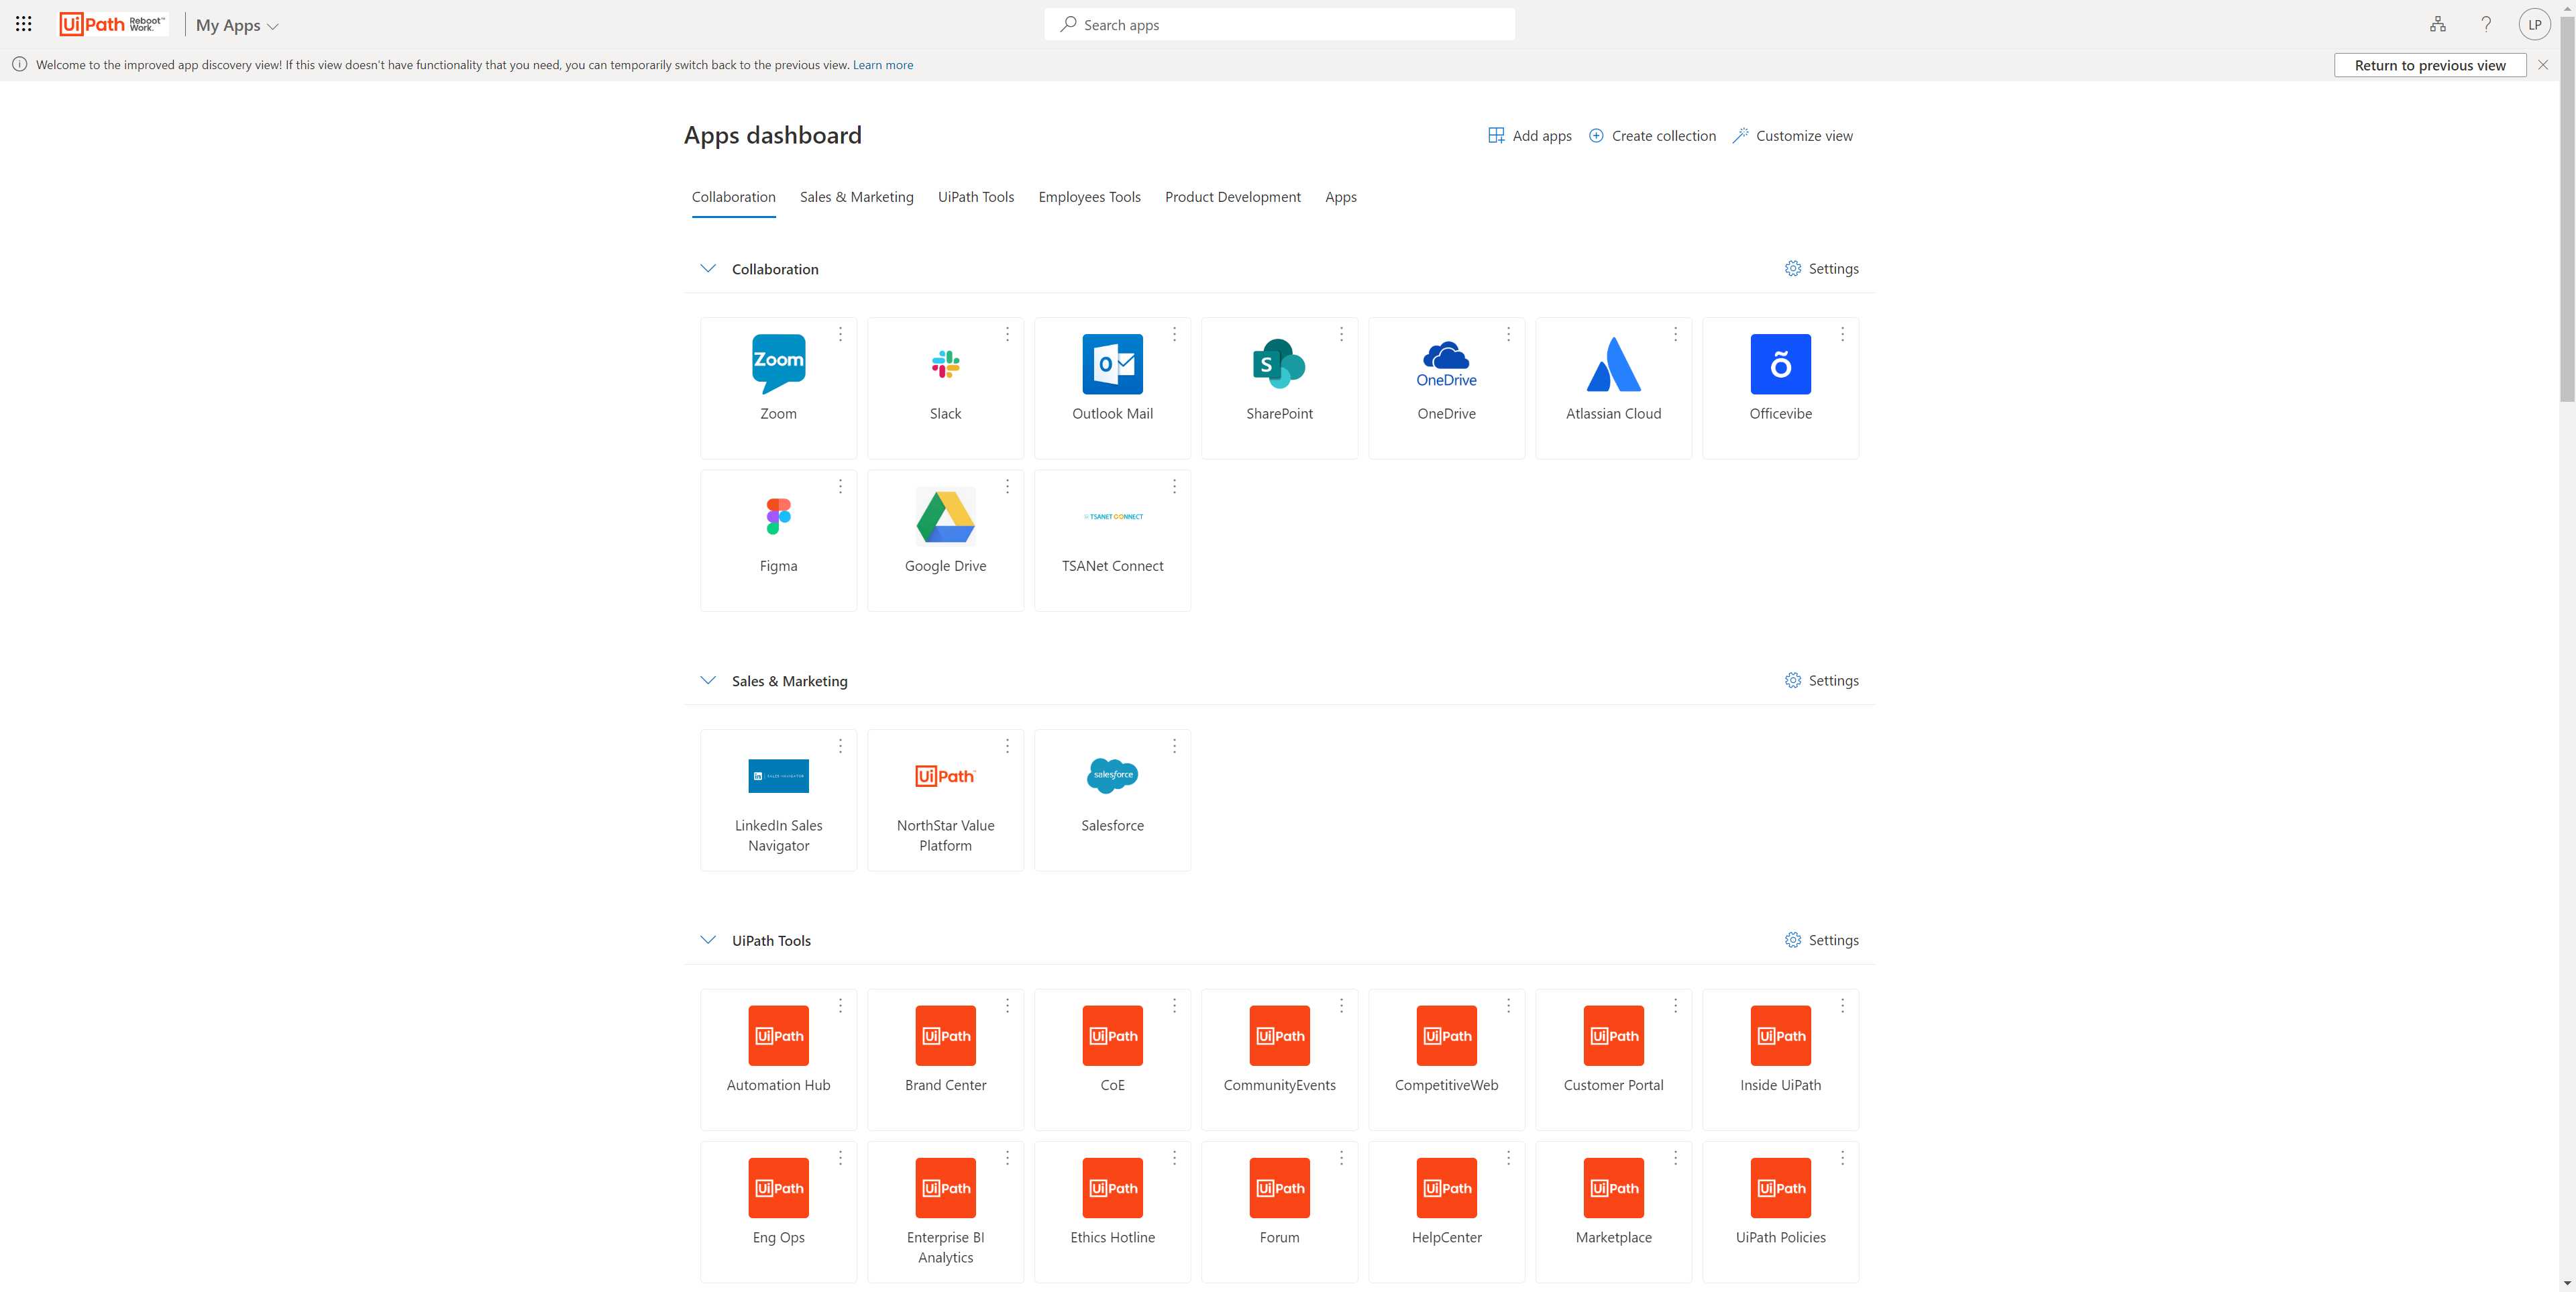 UiPath Reboot Work.™
My Apps
Search apps
LP
Welcome to the improved app discovery view! If this view doesn't have functionality that you need, you can temporarily switch back to the previous view. Learn more
Return to previous view
Apps dashboard
Add apps
Create collection
Customize view
Collaboration
Sales & Marketing
UiPath Tools
Employees Tools
Product Development
Apps
Collaboration
Settings
Zoom
Zoom
Slack
Outlook Mail
S
SharePoint
OneDrive
OneDrive
Atlassian Cloud
õ
Officevibe
Figma
Google Drive
TSANET CONNECT
TSANet Connect
Sales & Marketing
Settings
in SALES NAVIGATOR
LinkedIn Sales
Navigator
UiPath™
NorthStar Value
Platform
salesforce
Salesforce
UiPath Tools
Settings
UiPath
Automation Hub
UiPath
Brand Center
UiPath
CoE
UiPath
CommunityEvents
UiPath
CompetitiveWeb
UiPath
Customer Portal
UiPath
Inside UiPath
UiPath
Eng Ops
UiPath
Enterprise BI
Analytics
UiPath
Ethics Hotline
UiPath
Forum
UiPath
HelpCenter
UiPath
Marketplace
UiPath
UiPath Policies